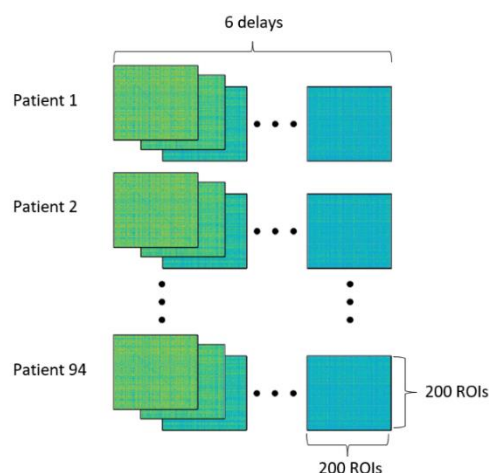 6 delays
Patient 1
Patient 2
Patient 94
200 ROIs
200 ROIs